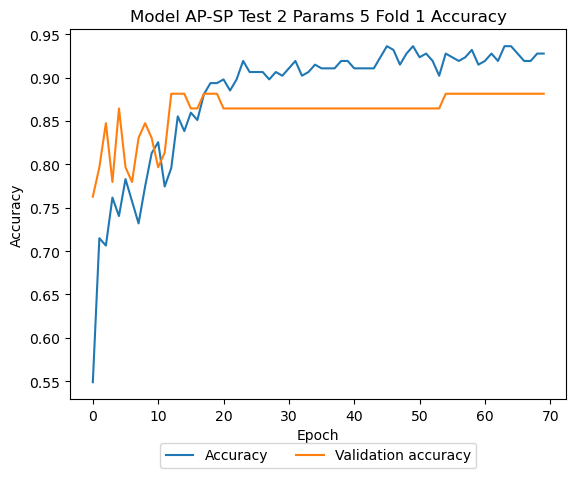 Model AP-SP Test 2 Params 5 Fold 1 Accuracy
0.95
0.90
0.85
0.80
0.75
0.70
0.65
0.60
0.55
Accuracy
0 10 20 30 40 50 60 70
Epoch
Accuracy Validation accuracy